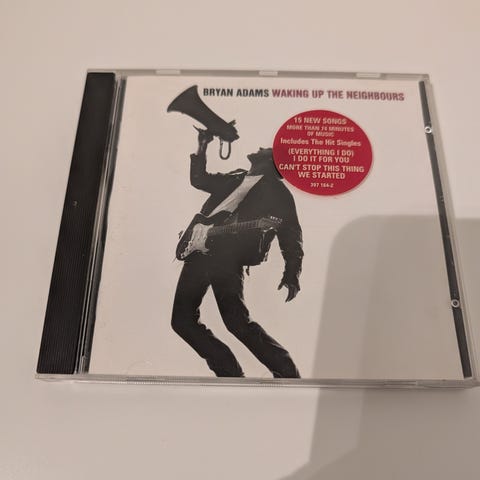 BRYAN ADAMS WAKING UP THE NEIGHBOURS
15 NEW SONGS
MORE THAN 74 MINUTES
OF MUSIC
Includes The Hit Singles
(EVERYTHING I DO)
I DO IT FOR YOU
CAN'T STOP THIS THING
WE STARTED
397 164-2